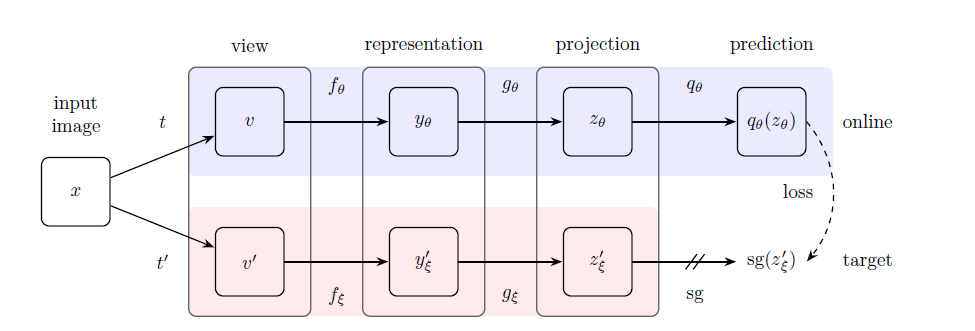 view
representation
projection
prediction
input
image
t
f_θ
g_θ
q_θ
v
y_θ
z_θ
q_θ(z_θ)
online
x
loss
t′
v′
y′_ξ
z′_ξ
sg(z′_ξ)
target
f_ξ
g_ξ
sg